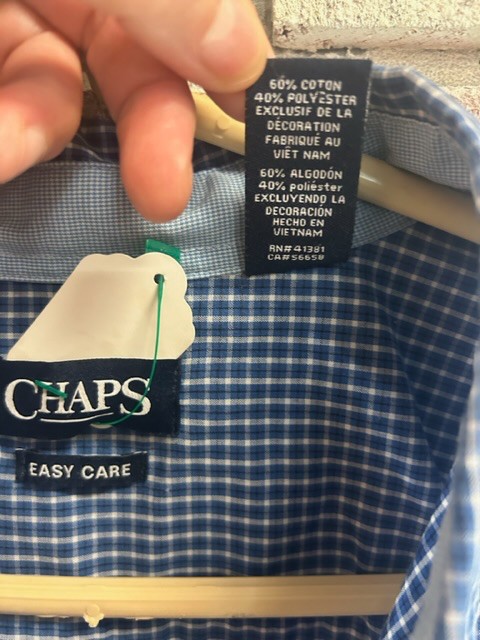 60% COTON
40% POLYESTER
EXCLUSIF DE LA
DÉCORATION
FABRIQUÉ AU
VIÊT NAM
60% ALGODÓN
40% poliéster
EXCLUYENDO LA
DECORACIÓN
HECHO EN
VIETNAM
RN#41381
CA#56658
CHAPS
EASY CARE